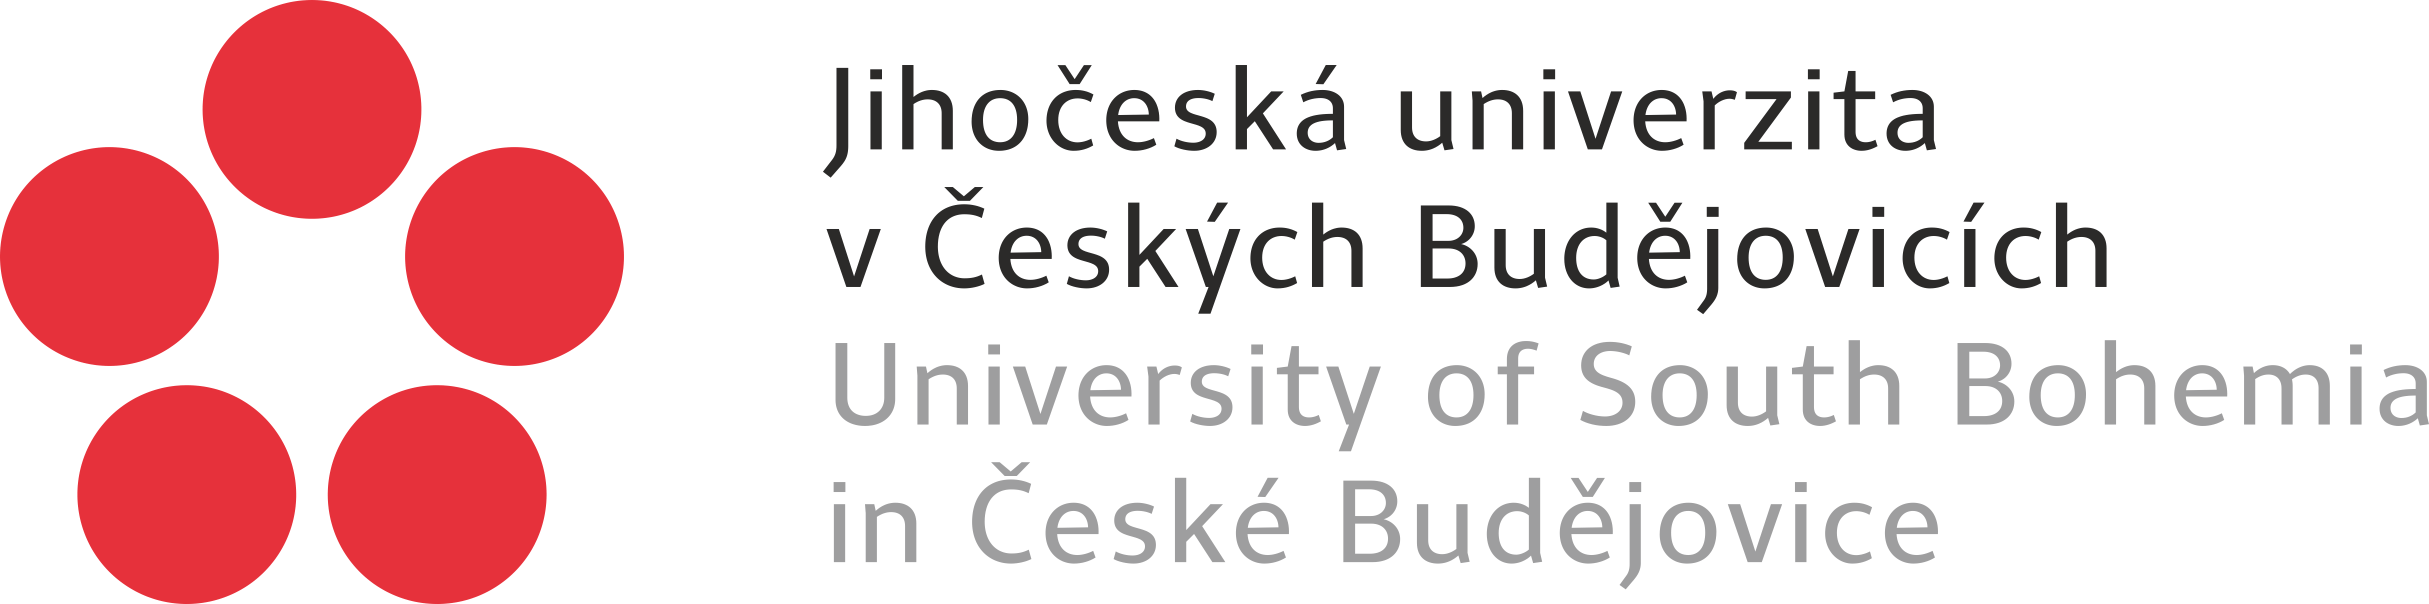 Jihočeská univerzita
v Českých Budějovicích
University of South Bohemia
in České Budějovice